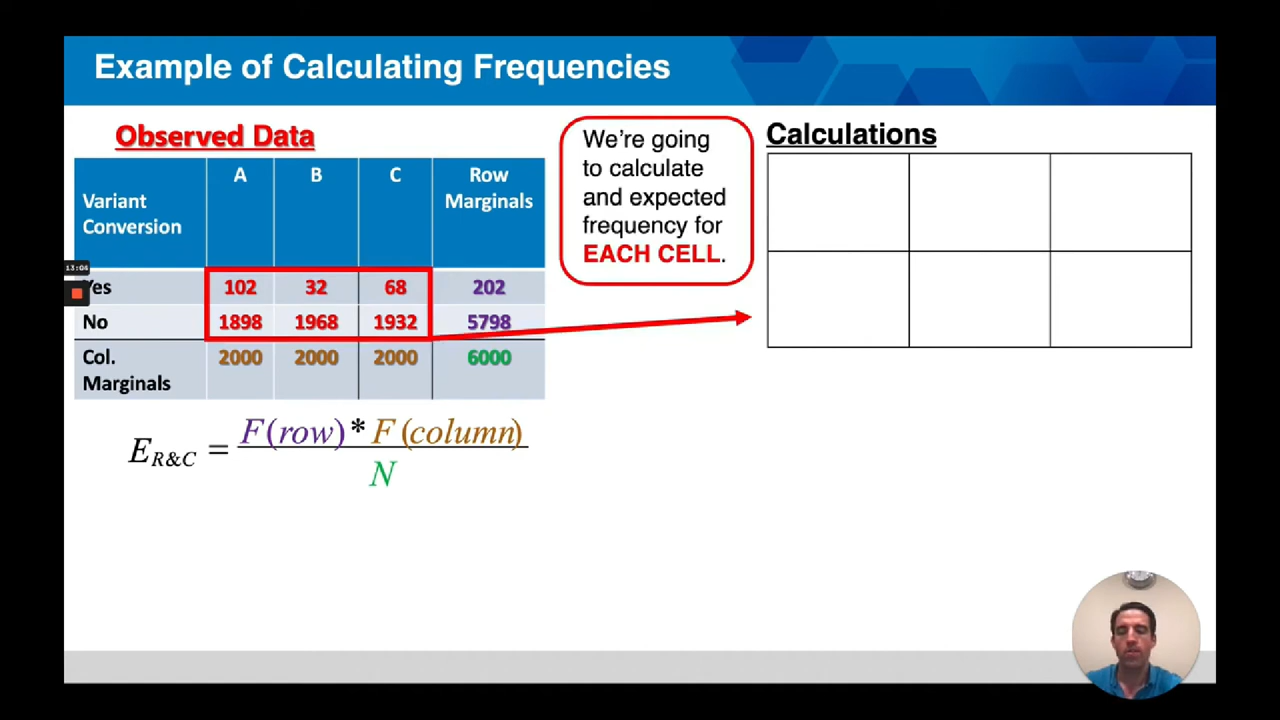 Example of Calculating Frequencies
Observed Data
Variant Conversion A B C Row Marginals
Yes 102 32 68 202
No 1898 1968 1932 5798
Col. Marginals 2000 2000 2000 6000
We're going
to calculate
and expected
frequency for
EACH CELL.
Calculations
13:06
E R&C = F(row) * F(column)
N